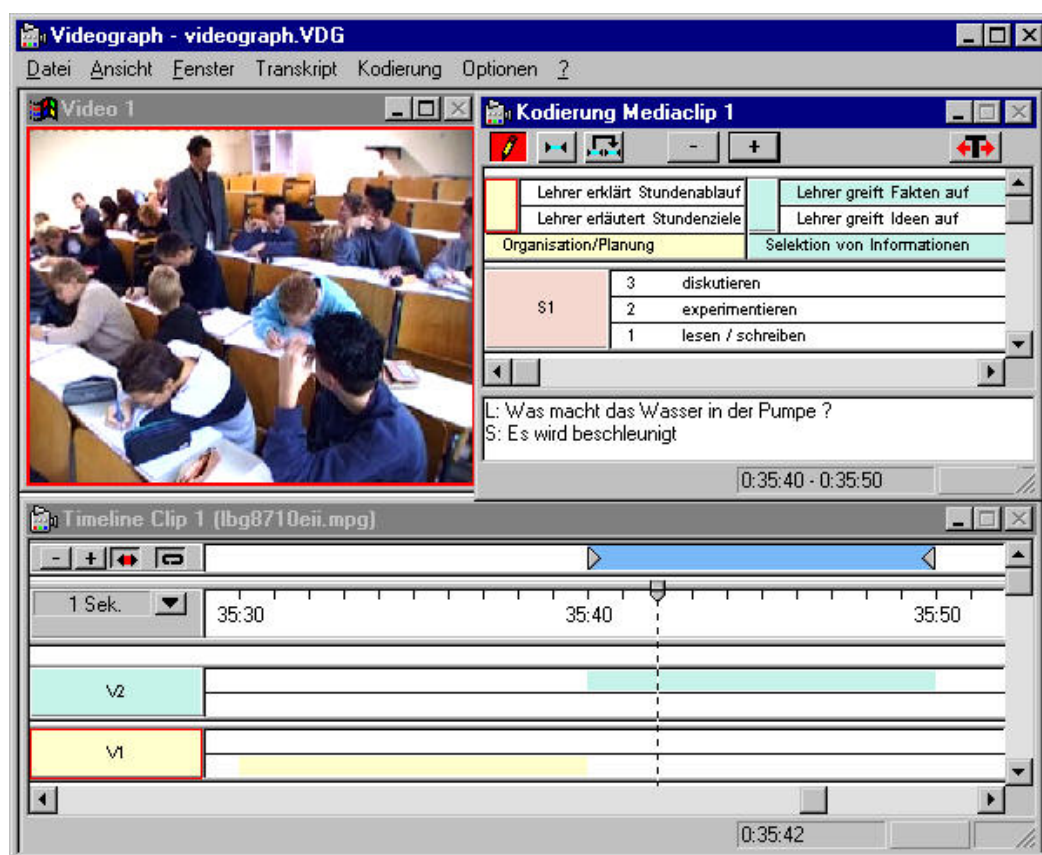 Videograph - videograph.VDG
Datei Ansicht Fenster Transkript Kodierung Optionen ?
Video 1
Kodierung Mediaclip 1
- +
T
Lehrer erklärt Stundenablauf
Lehrer erläutert Stundenziele
Organisation/Planung
Lehrer greift Fakten auf
Lehrer greift Ideen auf
Selektion von Informationen
S1
3 diskutieren
2 experimentieren
1 lesen / schreiben
L: Was macht das Wasser in der Pumpe ?
S: Es wird beschleunigt
0:35:40 - 0:35:50
Timeline Clip 1 (lbg8710eii.mpg)
- +
1 Sek.
35:30 35:40 35:50
V2
V1
0:35:42